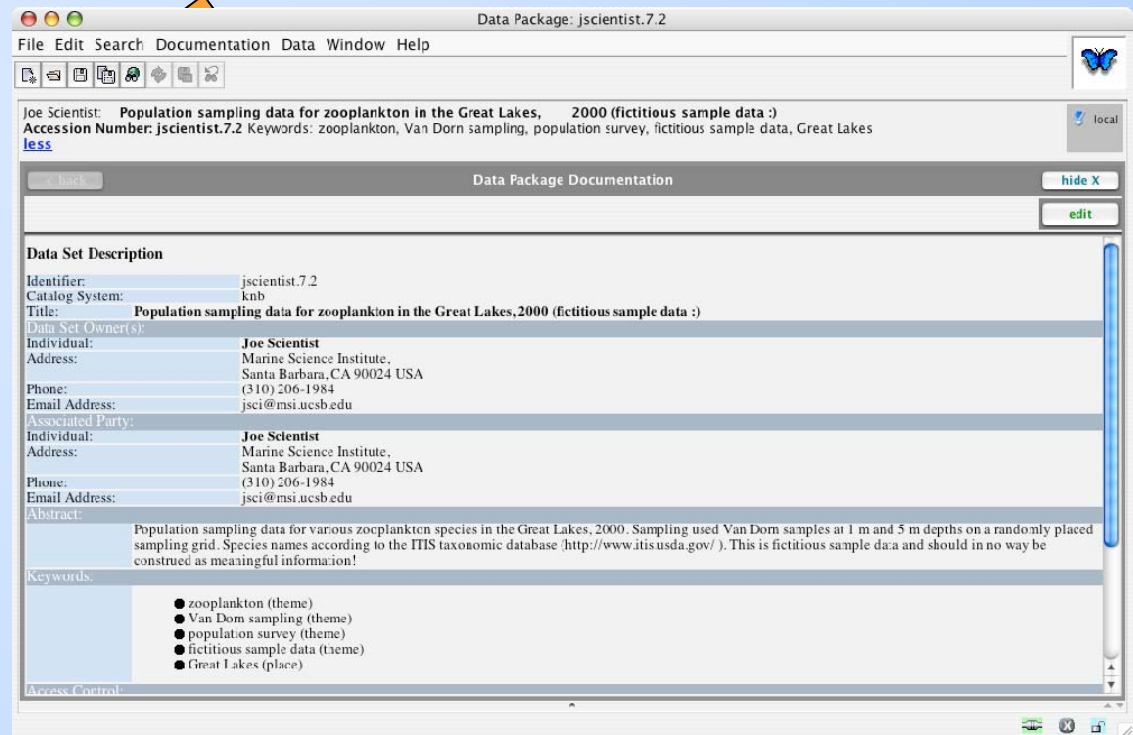 Data Package: jscientist.7.2
File Edit Search Documentation Data Window Help
Joe Scientist: Population sampling data for zooplankton in the Great Lakes, 2000 (fictitious sample data :)
Accession Number: jscientist.7.2 Keywords: zooplankton, Van Dorn sampling, population survey, fictitious sample data, Great Lakes
less
local
< back
Data Package Documentation
hide X
edit
Data Set Description
Identifier: jscientist.7.2
Catalog System: knb
Title: Population sampling data for zooplankton in the Great Lakes, 2000 (fictitious sample data :)
Data Set Owner(s):
Individual: Joe Scientist
Address: Marine Science Institute,
Santa Barbara, CA 90024 USA
Phone: (310) 206-1984
Email Address: jsci@msi.ucsb.edu
Associated Party:
Individual: Joe Scientist
Address: Marine Science Institute,
Santa Barbara, CA 90024 USA
Phone: (310) 206-1984
Email Address: jsci@msi.ucsb.edu
Abstract:
Population sampling data for various zooplankton species in the Great Lakes, 2000. Sampling used Van Dorn samples at 1 m and 5 m depths on a randomly placed
sampling grid. Species names according to the ITIS taxonomic database (http://www.itis.usda.gov/ ). This is fictitious sample data and should in no way be
construed as meaningful information!
Keywords:
zooplankton (theme)
Van Dorn sampling (theme)
population survey (theme)
fictitious sample data (theme)
Great Lakes (place)
Access Control: